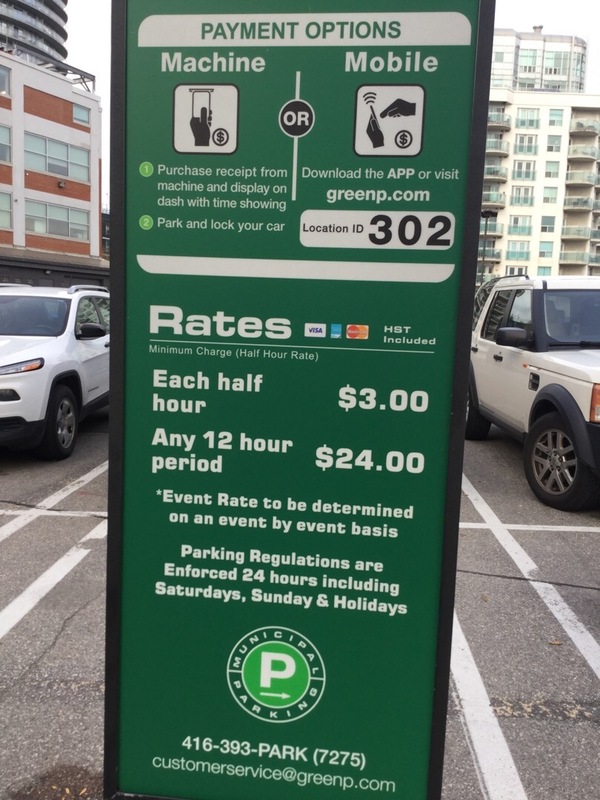 PAYMENT OPTIONS
Machine
OR
Mobile
$
$
1 Purchase receipt from
machine and display on
dash with time showing
2 Park and lock your car
Download the APP or visit
greenp.com
Location ID 302
Rates VISA HST
Included
Minimum Charge (Half Hour Rate)
Each half
hour $3.00
Any 12 hour
period $24.00
*Event Rate to be determined
on an event by event basis
Parking Regulations are
Enforced 24 hours including
Saturdays, Sunday & Holidays
MUNICIPAL
P
PARKING
416-393-PARK (7275)
customerservice@greenp.com